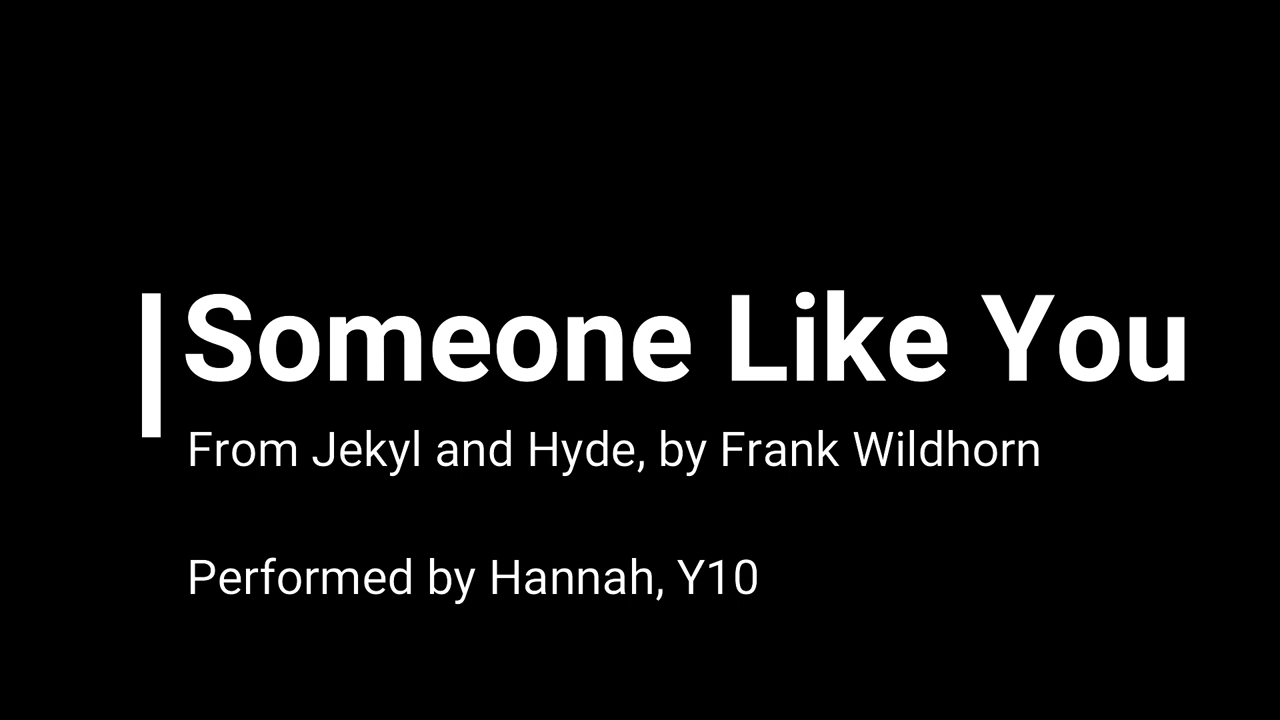 Someone Like You
From Jekyl and Hyde, by Frank Wildhorn
Performed by Hannah, Y10